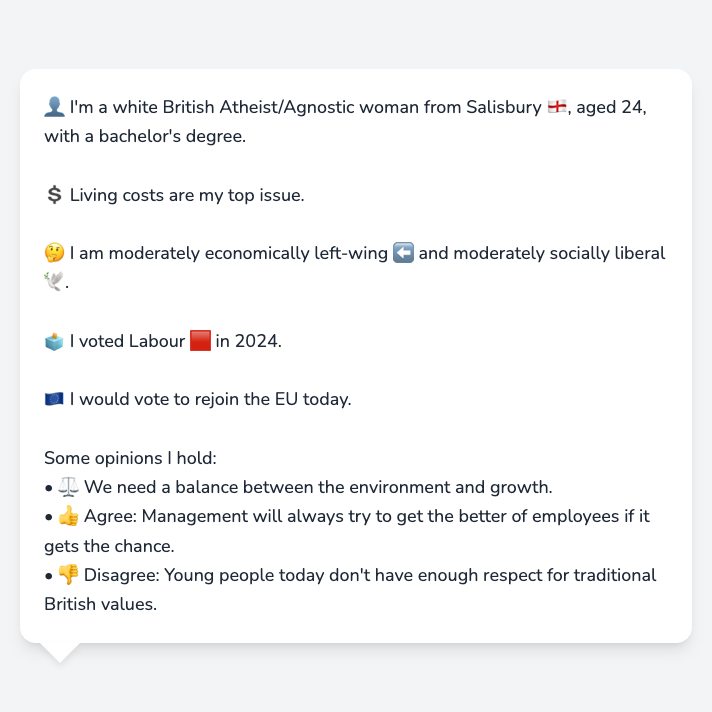 👤 I'm a white British Atheist/Agnostic woman from Salisbury 🏴󠁧󠁢󠁥󠁮󠁧󠁿, aged 24,
with a bachelor's degree.
💲 Living costs are my top issue.
🤔 I am moderately economically left-wing ⬅️ and moderately socially liberal
🕊️.
🗳️ I voted Labour 🟥 in 2024.
🇪🇺 I would vote to rejoin the EU today.
Some opinions I hold:
• ⚖️ We need a balance between the environment and growth.
• 👍 Agree: Management will always try to get the better of employees if it
gets the chance.
• 👎 Disagree: Young people today don't have enough respect for traditional
British values.